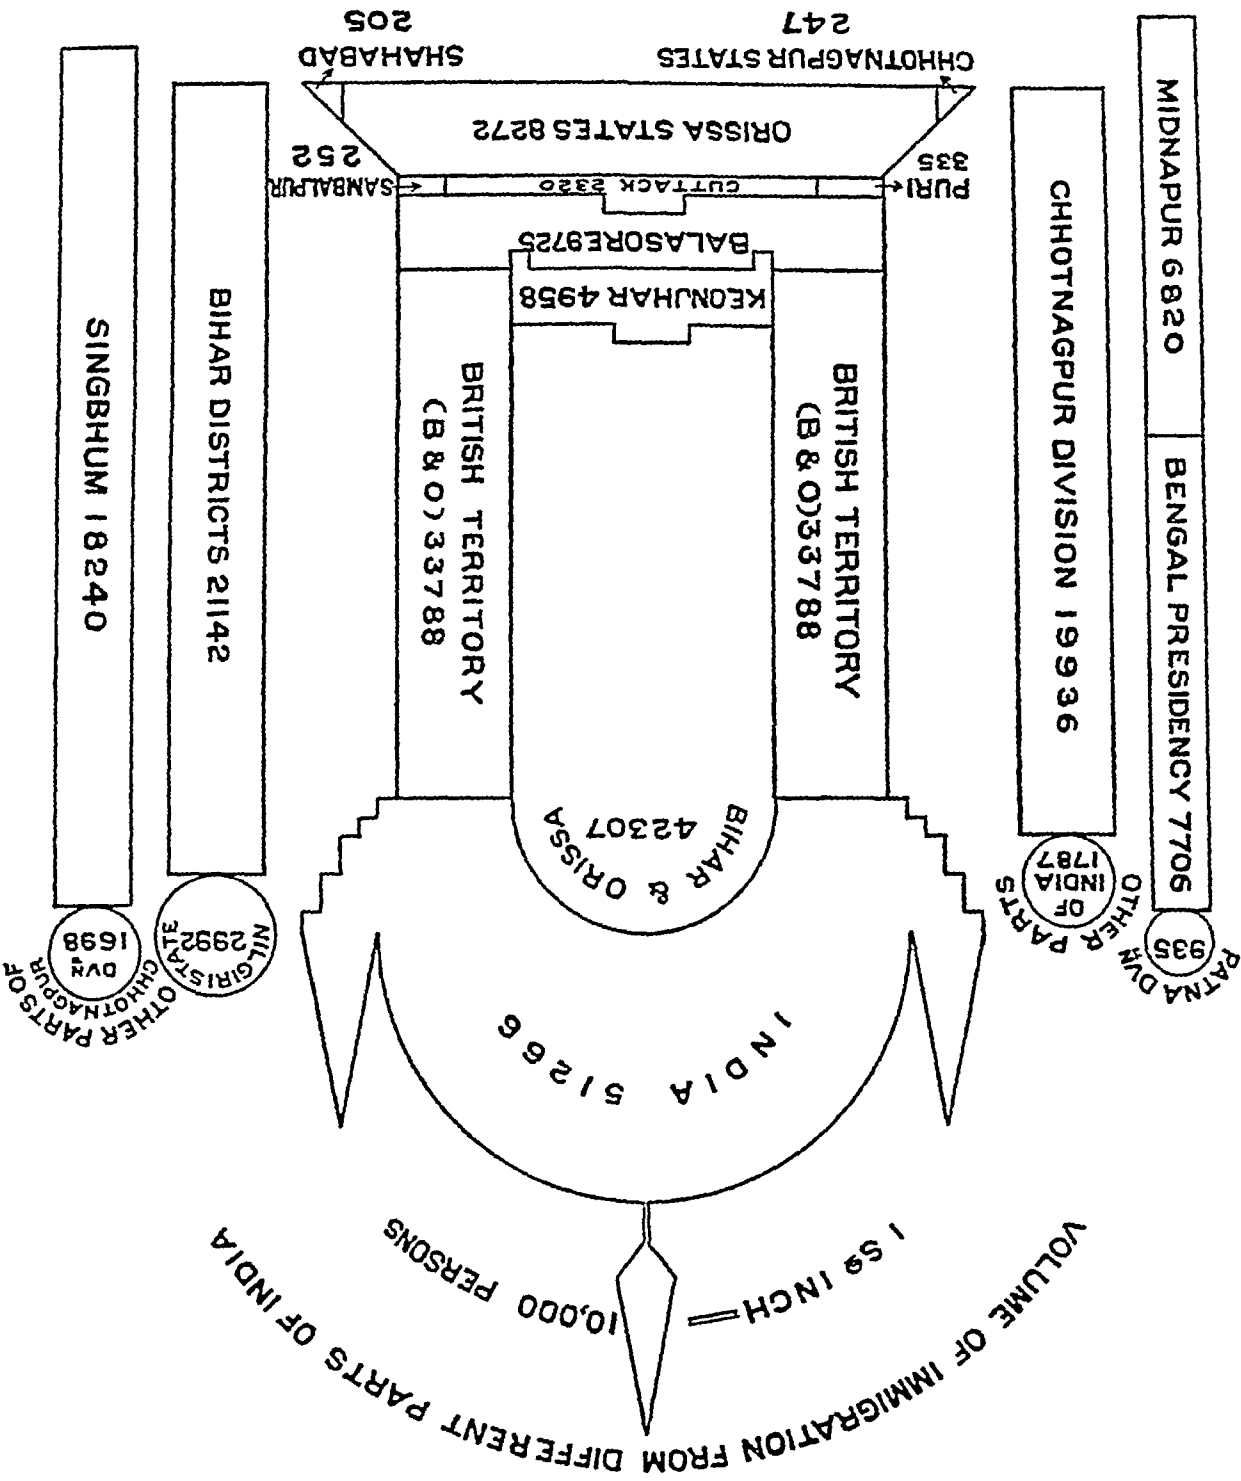 VOLUME OF IMMIGRATION FROM DIFFERENT PARTS OF INDIA
1 SQ INCH = 10,000 PERSONS
INDIA 51266
BIHAR & ORISSA
42307
BRITISH TERRITORY
(B & O) 33788
BRITISH TERRITORY
(B & O) 33788
KEONJHAR 4958
BALASORE 9725
PURI
335
CUTTACK 2320
SAMBALPUR
252
ORISSA STATES 8272
CHHOTNAGPUR STATES
247
SHAHABAD
205
PATNA DVN.
935
BENGAL PRESIDENCY 7706
MIDNAPUR 6820
OTHER PARTS
OF
INDIA
1787
CHHOTNAGPUR DIVISION 19936
NILGIRI STATE
2992
BIHAR DISTRICTS 21142
OTHER PARTS OF
CHHOTNAGPUR
DVN.
1698
SINGBHUM 18240